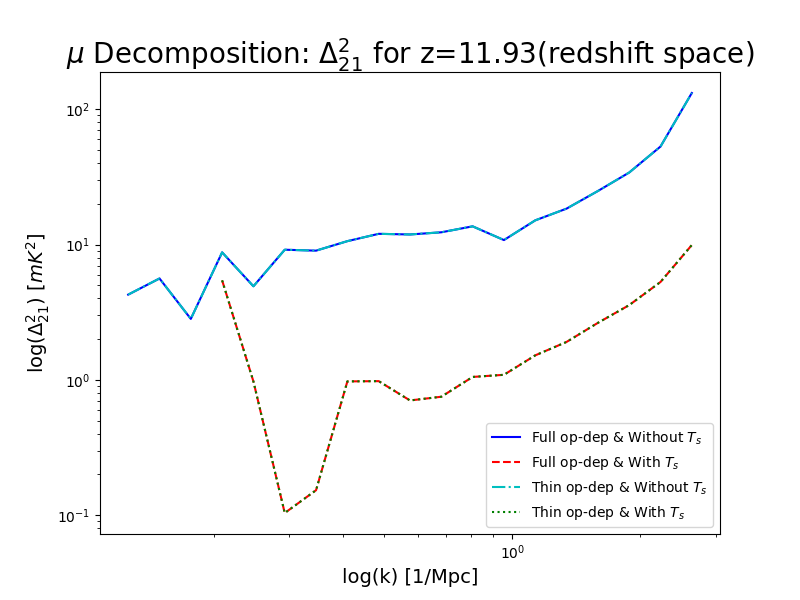 μ Decomposition: Δ²₂₁ for z=11.93(redshift space)
10²
10¹
10⁰
10⁻¹
log(Δ²₂₁) [mK²]
10⁰
log(k) [1/Mpc]
Full op-dep & Without Tₛ
Full op-dep & With Tₛ
Thin op-dep & Without Tₛ
Thin op-dep & With Tₛ